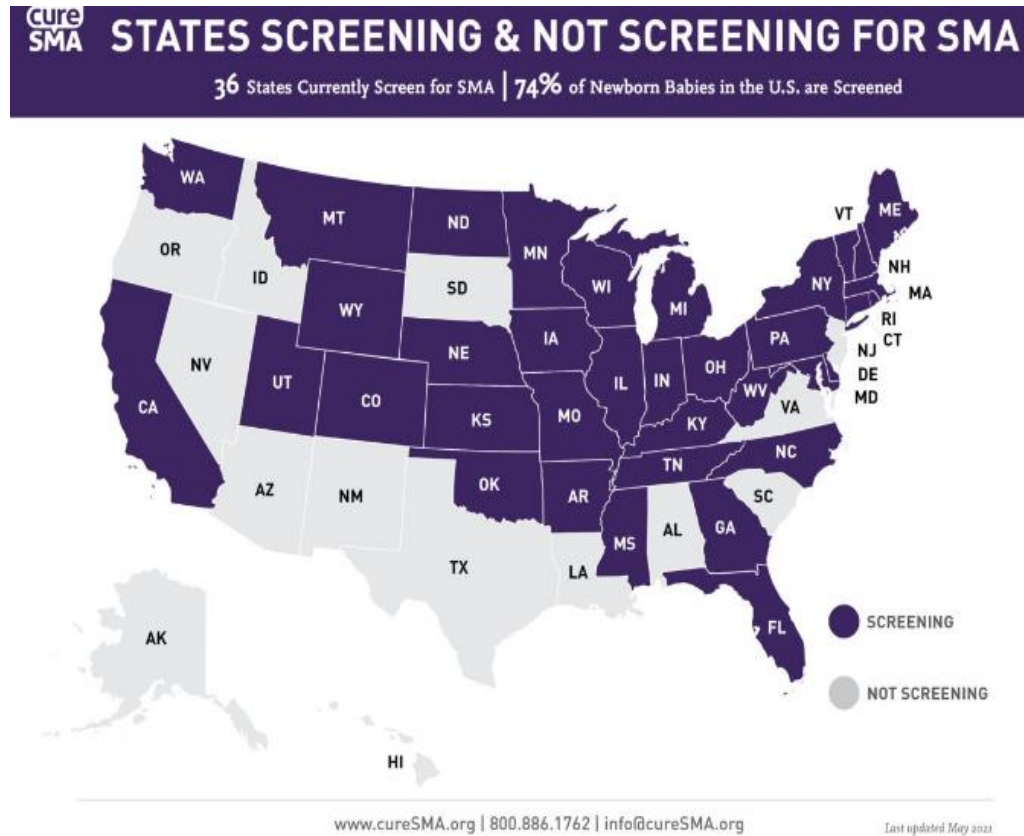 cure
SMA
STATES SCREENING & NOT SCREENING FOR SMA
36 States Currently Screen for SMA | 74% of Newborn Babies in the U.S. are Screened
WA
MT
ND
MN
VT
ME
OR
ID
SD
WI
MI
NY
NH
MA
WY
RI
CT
NV
UT
CO
NE
IA
PA
NJ
DE
MD
CA
KS
MO
IL
IN
OH
WV
VA
KY
AZ
NM
OK
AR
TN
NC
SC
TX
LA
MS
AL
GA
FL
AK
HI
SCREENING
NOT SCREENING
www.cureSMA.org | 800.886.1762 | info@cureSMA.org
Last updated May 2021